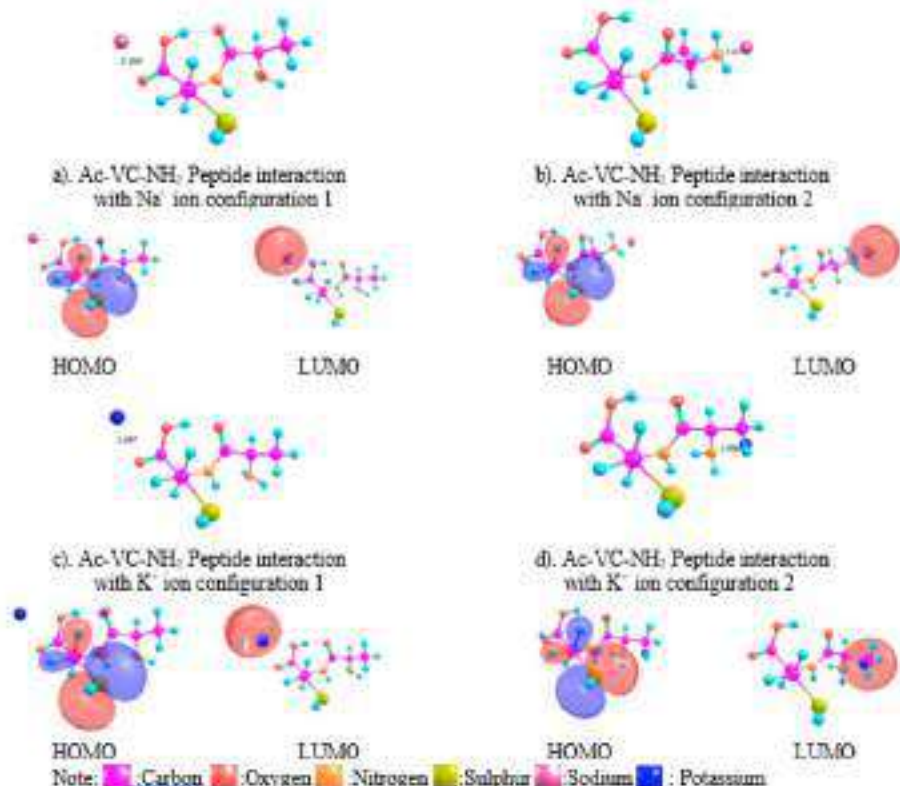 a). Ac-VC-NH₂ Peptide interaction
with Na⁺ ion configuration 1
b). Ac-VC-NH₂ Peptide interaction
with Na⁺ ion configuration 2
HOMO
LUMO
HOMO
LUMO
c). Ac-VC-NH₂ Peptide interaction
with K⁺ ion configuration 1
d). Ac-VC-NH₂ Peptide interaction
with K⁺ ion configuration 2
HOMO
LUMO
HOMO
LUMO
Note: :Carbon :Oxygen :Nitrogen :Sulphur :Sodium : Potassium